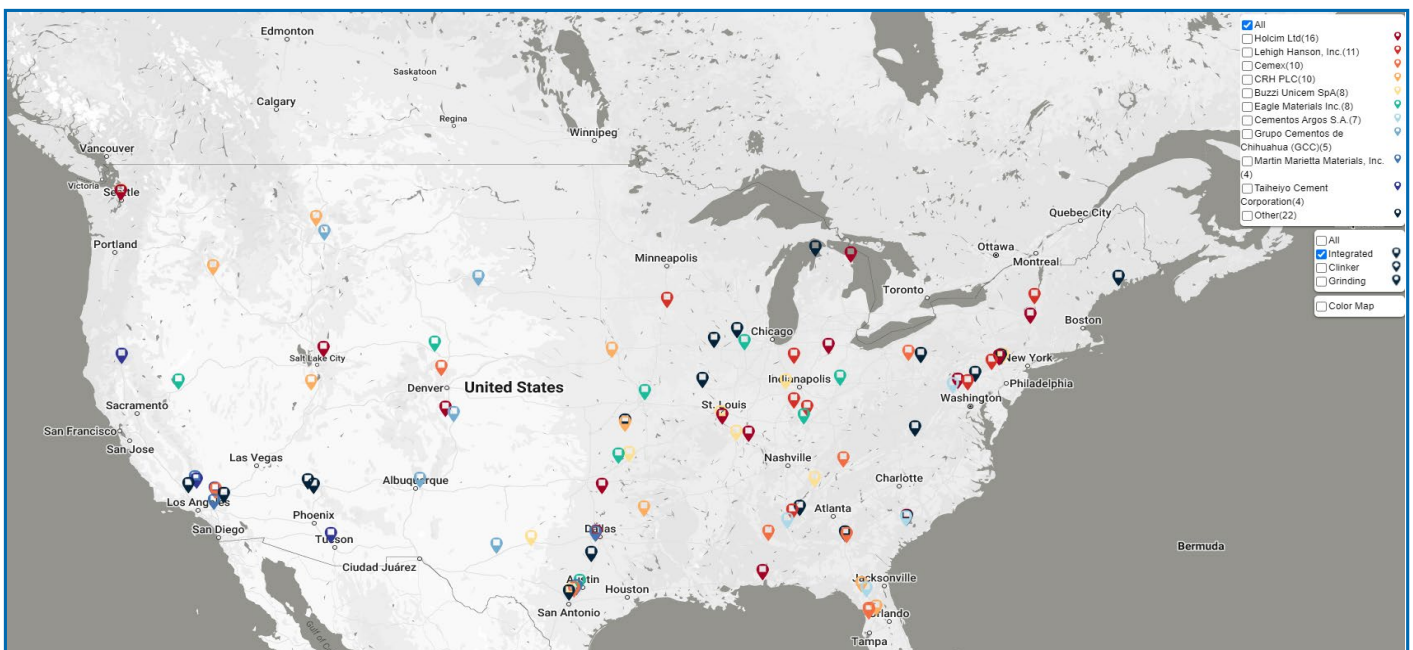 Edmonton
Saskatoon
Calgary
Regina
Winnipeg
Vancouver
Victoria
Seattle
Quebec City
Portland
Ottawa
Montreal
Minneapolis
Toronto
Boston
Chicago
Salt Lake City
New York
Denver
United States
Indianapolis
Philadelphia
Washington
Sacramento
St. Louis
San Francisco
San Jose
Las Vegas
Nashville
Albuquerque
Charlotte
Los Angeles
Phoenix
Atlanta
San Diego
Tucson
Dallas
Bermuda
Ciudad Juárez
Austin
Houston
Jacksonville
San Antonio
Orlando
Tampa
Gulf of
All
Holcim Ltd(16)
Lehigh Hanson, Inc.(11)
Cemex(10)
CRH PLC(10)
Buzzi Unicem SpA(8)
Eagle Materials Inc.(8)
Cementos Argos S.A.(7)
Grupo Cementos de
Chihuahua (GCC)(5)
Martin Marietta Materials, Inc.
(4)
Taiheiyo Cement
Corporation(4)
Other(22)
All
Integrated
Clinker
Grinding
Color Map